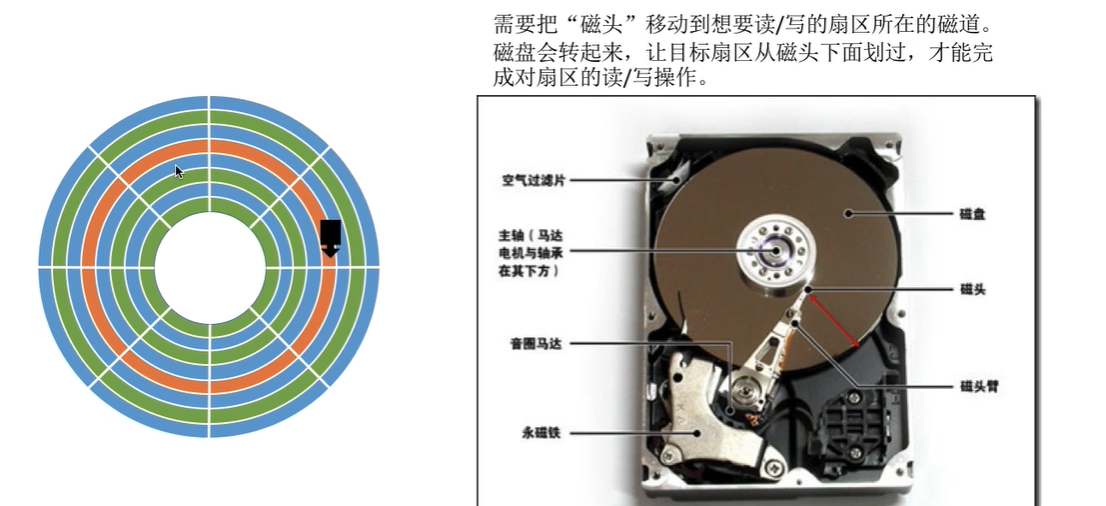 需要把“磁头”移动到想要读/写的扇区所在的磁道。
磁盘会转起来，让目标扇区从磁头下面划过，才能完
成对扇区的读/写操作。
空气过滤片
磁盘
主轴（马达
电机与轴承
在其下方）
磁头
音圈马达
磁头臂
永磁铁